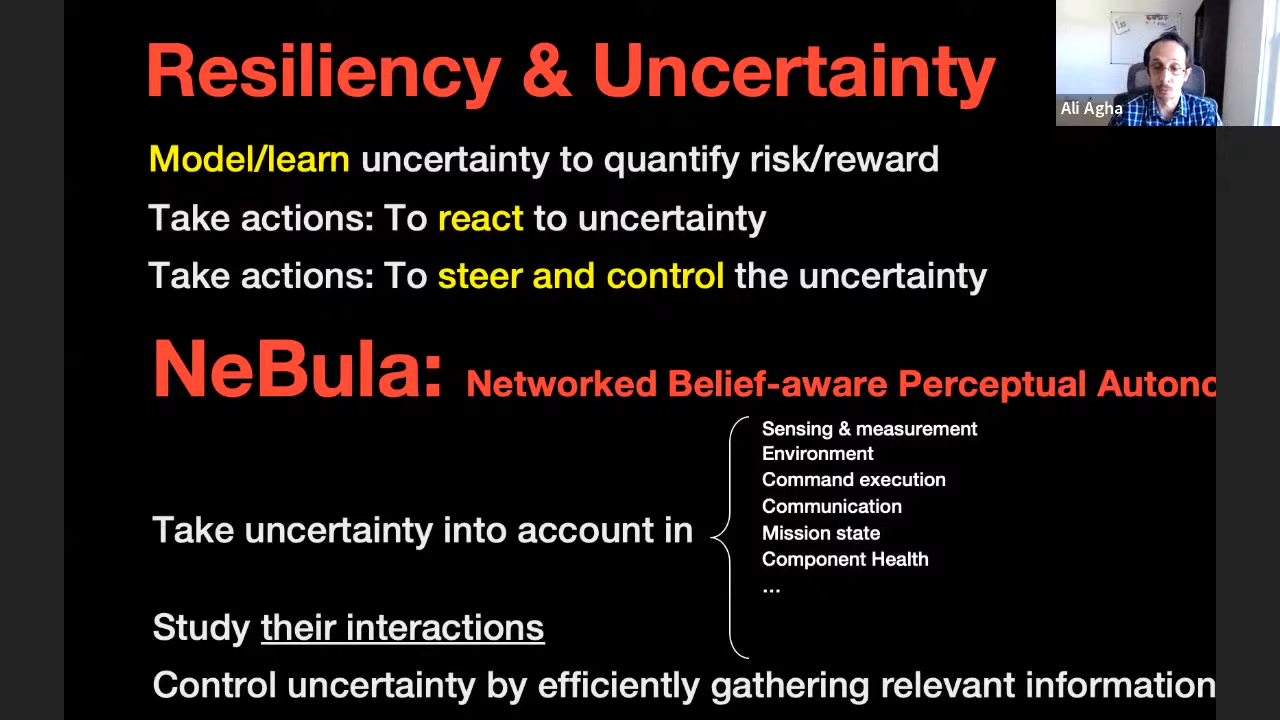 Resiliency & Uncertainty
Ali Agha
Model/learn uncertainty to quantify risk/reward
Take actions: To react to uncertainty
Take actions: To steer and control the uncertainty
NeBula: Networked Belief-aware Perceptual Autono
Sensing & measurement
Environment
Command execution
Communication
Mission state
Component Health
...
Take uncertainty into account in
Study their interactions
Control uncertainty by efficiently gathering relevant information